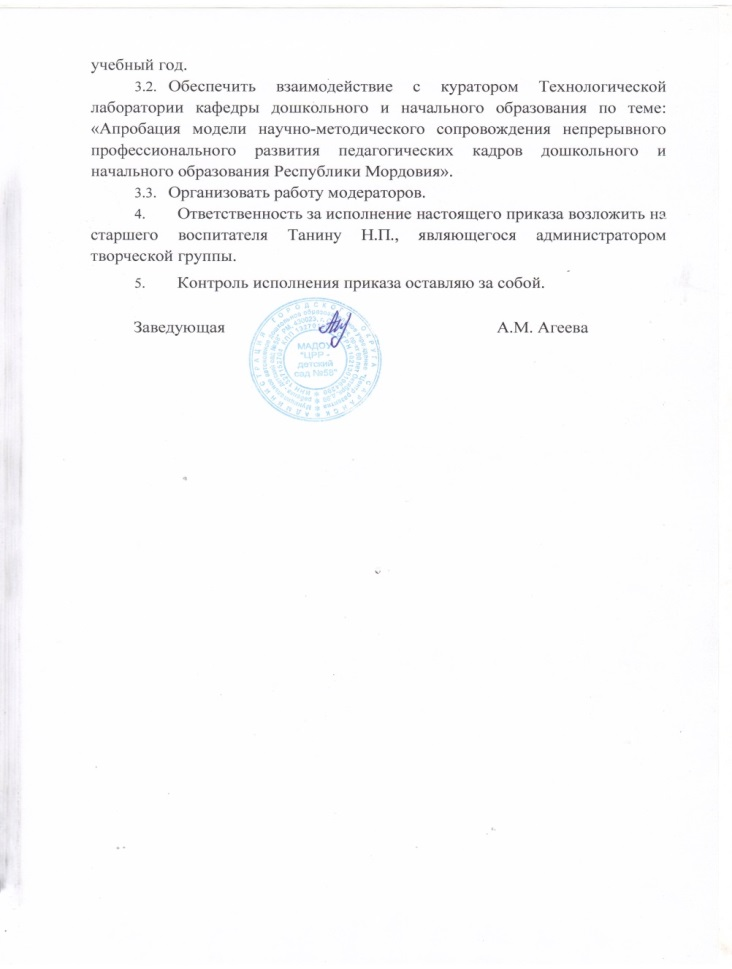 учебный год.
3.2. Обеспечить взаимодействие с куратором Технологической
лаборатории кафедры дошкольного и начального образования по теме:
«Апробация модели научно-методического сопровождения непрерывного
профессионального развития педагогических кадров дошкольного и
начального образования Республики Мордовия».
3.3. Организовать работу модераторов.
4. Ответственность за исполнение настоящего приказа возложить на
старшего воспитателя Танину Н.П., являющегося администратором
творческой группы.
5. Контроль исполнения приказа оставляю за собой.
Заведующая А.М. Агеева
МАДОУ
"ЦРР -
детский
сад №58"